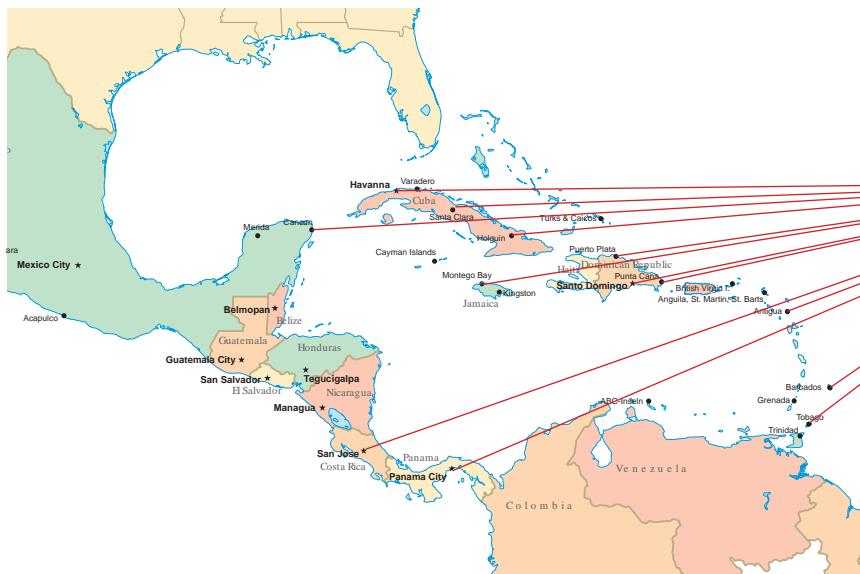 Varadero
Havanna
Cuba
Santa Clara
Turks & Caicos
Cancun
Merida
Holguin
ara
Cayman Islands
Puerto Plata
Mexico City
Haiti
Dominican Republic
Montego Bay
Punta Cana
Santo Domingo
British Virgin I.
Kingston
Anguila, St. Martin, St. Barts
Jamaica
Antigua
Belmopan
Acapulco
Belize
Guatemala
Honduras
Guatemala City
San Salvador
Tegucigalpa
El Salvador
Nicaragua
Barbados
ABC-Inseln
Grenada
Managua
Tobago
Trinidad
San Jose
Panama
Costa Rica
Venezuela
Panama City
Colombia